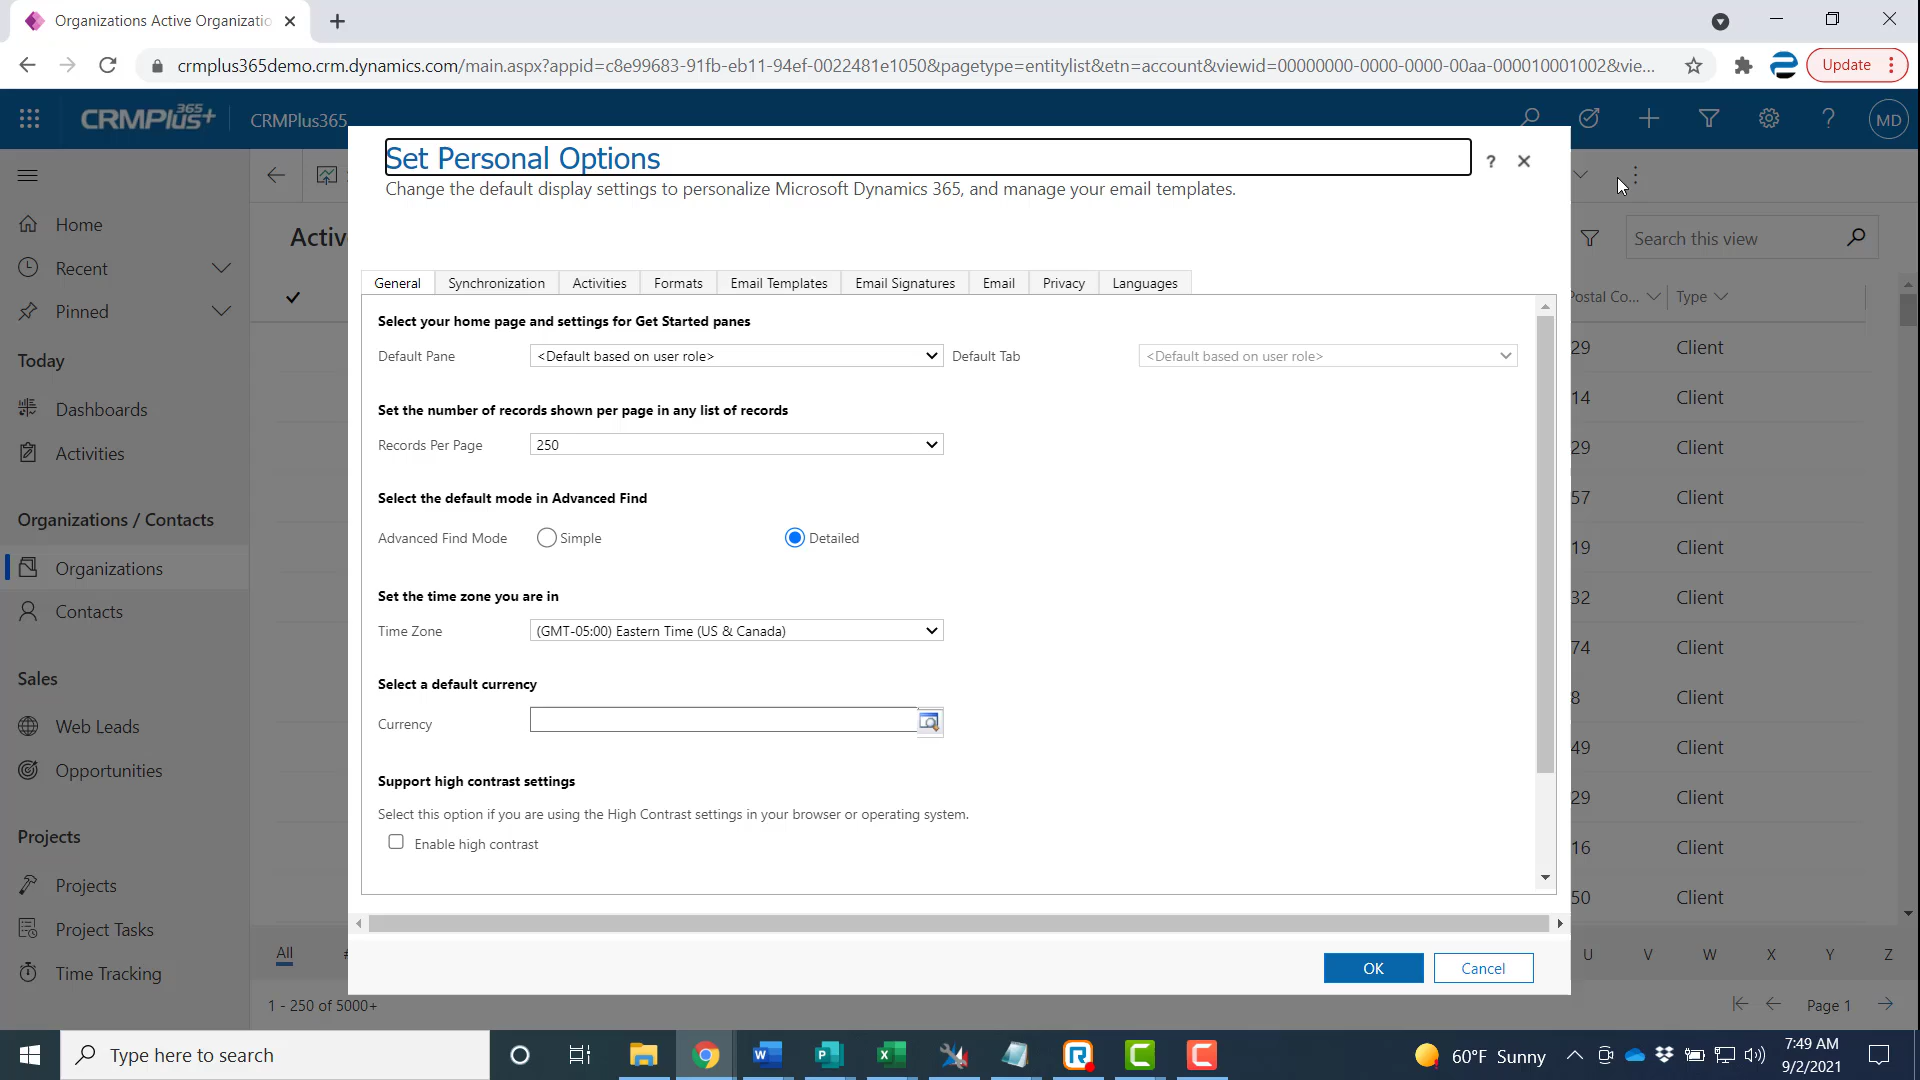 Organizations Active Organizatio
crmplus365demo.crm.dynamics.com/main.aspx?appid=c8e99683-91fb-eb11-94ef-0022481e1050&pagetype=entitylist&etn=account&viewid=00000000-0000-0000-00aa-000010001002&vie...
Update
CRMPlus+ 365
CRMPlus365
MD
Set Personal Options
?
Change the default display settings to personalize Microsoft Dynamics 365, and manage your email templates.
Home
Recent
Pinned
Today
Dashboards
Activities
Organizations / Contacts
Organizations
Contacts
Sales
Web Leads
Opportunities
Projects
Projects
Project Tasks
Time Tracking
Activ
Search this view
General
Synchronization
Activities
Formats
Email Templates
Email Signatures
Email
Privacy
Languages
Select your home page and settings for Get Started panes
Default Pane
<Default based on user role>
Default Tab
<Default based on user role>
Set the number of records shown per page in any list of records
Records Per Page
250
Select the default mode in Advanced Find
Advanced Find Mode
Simple
Detailed
Set the time zone you are in
Time Zone
(GMT-05:00) Eastern Time (US & Canada)
Select a default currency
Currency
Support high contrast settings
Select this option if you are using the High Contrast settings in your browser or operating system.
Enable high contrast
OK
Cancel
Postal Co...
Type
29 Client
14 Client
29 Client
57 Client
19 Client
32 Client
74 Client
8 Client
49 Client
29 Client
16 Client
50 Client
All
#
U V W X Y Z
1 - 250 of 5000+
Page 1
Type here to search
60°F Sunny
7:49 AM
9/2/2021